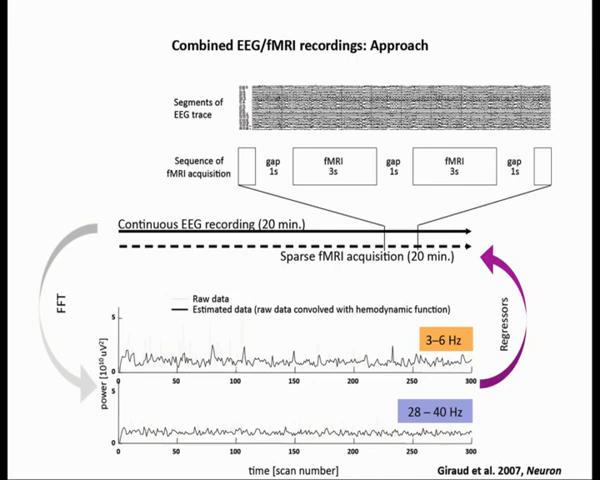 Combined EEG/fMRI recordings: Approach
Segments of
EEG trace
Sequence of
fMRI acquisition
gap
1s
fMRI
3s
gap
1s
fMRI
3s
gap
1s
Continuous EEG recording (20 min.)
Sparse fMRI acquisition (20 min.)
FFT
Regressors
Raw data
Estimated data (raw data convolved with hemodynamic function)
power [10¹⁰uV²]
5
0
3–6 Hz
0 50 100 150 200 250 300
5
0
28 – 40 Hz
0 50 100 150 200 250 300
time [scan number]
Giraud et al. 2007, Neuron